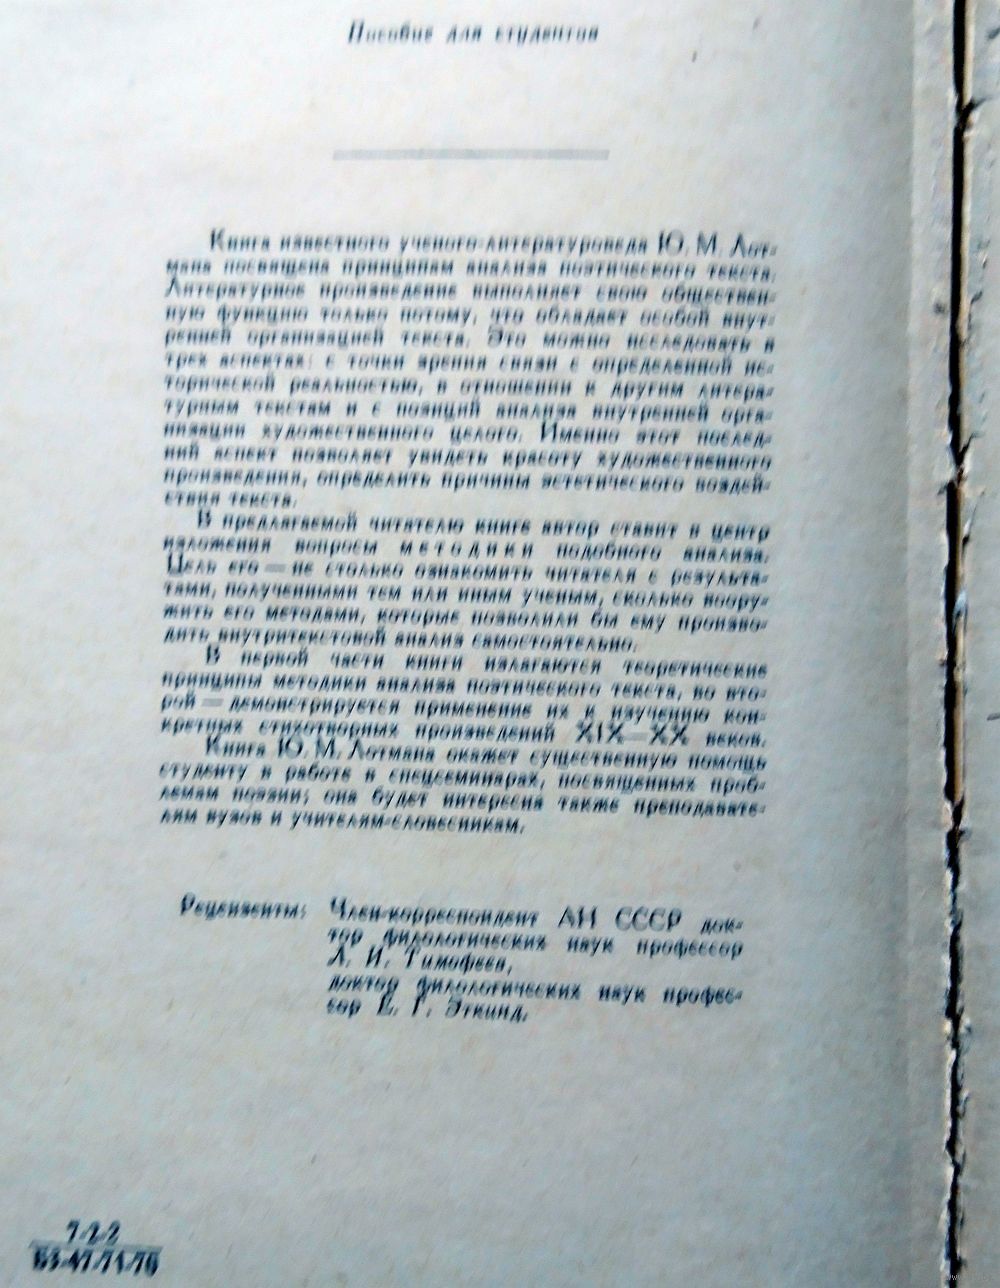 Пособие для студентов
Книга известного ученого-литературоведа Ю. М. Лот-
мана посвящена принципам анализа поэтического текста.
Литературное произведение выполняет свою обществен-
ную функцию только потому, что обладает особой внут-
ренней организацией текста. Это можно исследовать в
трех аспектах: с точки зрения связи с определенной ис-
торической реальностью, в отношении к другим литера-
турным текстам и с позиций анализа внутренней орга-
низации художественного целого. Именно этот послед-
ний аспект позволяет увидеть красоту художественного
произведения, определить причины эстетического воздей-
ствия текста.
В предлагаемой читателю книге автор ставит в центр
изложения вопросы методики подобного анализа.
Цель его — не столько ознакомить читателя с результа-
тами, полученными тем или иным ученым, сколько воору-
жить его методами, которые позволили бы ему произво-
дить внутритекстовой анализ самостоятельно.
В первой части книги излагаются теоретические
принципы методики анализа поэтического текста, во вто-
рой — демонстрируется применение их к изучению кон-
кретных стихотворных произведений XIX—XX веков.
Книга Ю. М. Лотмана окажет существенную помощь
студенту в работе в спецсеминарах, посвященных проб-
лемам поэзии; она будет интересна также преподавате-
лям вузов и учителям-словесникам.
Рецензенты: Член-корреспондент АН СССР док-
тор филологических наук профессор
Л. И. Тимофеев,
доктор филологических наук профес-
сор Е. Г. Эткинд.
7-2-2
63-47-71-70